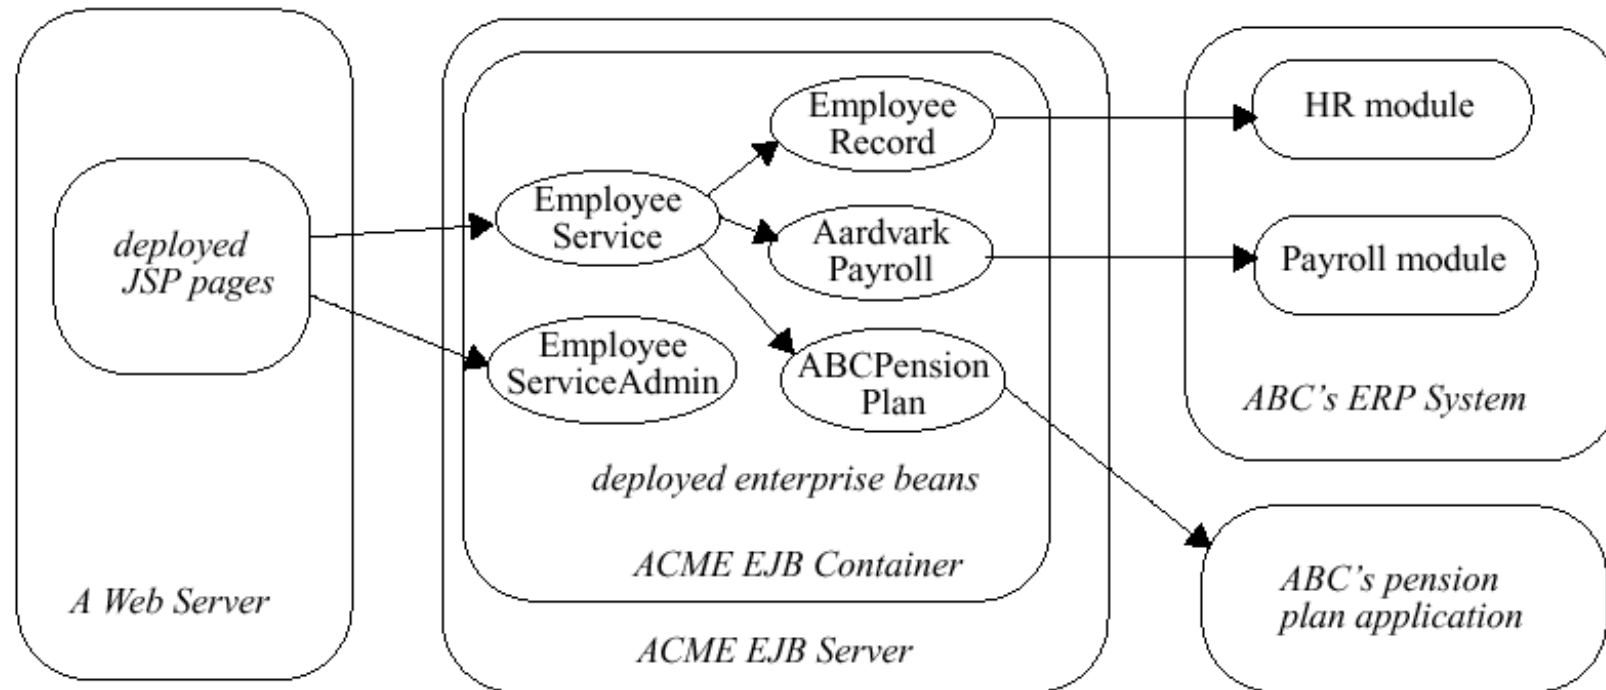 deployed
JSP pages
A Web Server
Employee
Service
Employee
ServiceAdmin
Employee
Record
Aardvark
Payroll
ABCPension
Plan
deployed enterprise beans
ACME EJB Container
ACME EJB Server
HR module
Payroll module
ABC’s ERP System
ABC’s pension
plan application